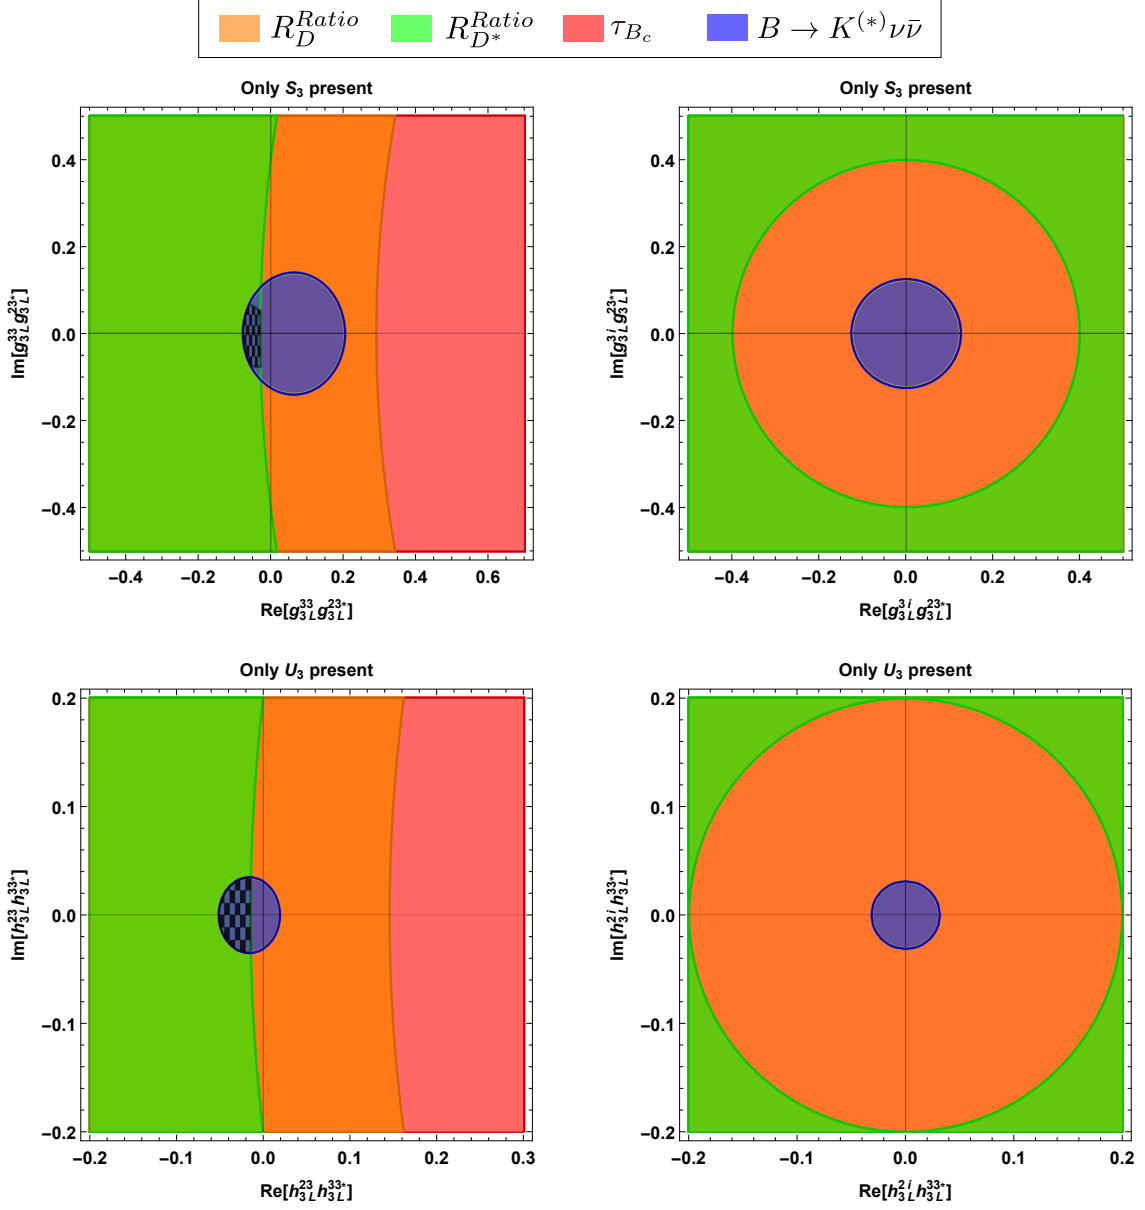 R_D^{Ratio} R_{D*}^{Ratio} τ_{B_c} B → K^{(*)}νν̄
Only S₃ present
0.4
0.2
0.0
−0.2
−0.4
−0.4 −0.2 0.0 0.2 0.4 0.6
Im[g_{3L}^{33} g_{3L}^{23*}]
Re[g_{3L}^{33} g_{3L}^{23*}]
Only S₃ present
0.4
0.2
0.0
−0.2
−0.4
−0.4 −0.2 0.0 0.2 0.4
Im[g_{3L}^{3i} g_{3L}^{23*}]
Re[g_{3L}^{3i} g_{3L}^{23*}]
Only U₃ present
0.2
0.1
0.0
−0.1
−0.2
−0.2 −0.1 0.0 0.1 0.2 0.3
Im[h_{3L}^{23} h_{3L}^{33*}]
Re[h_{3L}^{23} h_{3L}^{33*}]
Only U₃ present
0.2
0.1
0.0
−0.1
−0.2
−0.2 −0.1 0.0 0.1 0.2
Im[h_{3L}^{2i} h_{3L}^{33*}]
Re[h_{3L}^{2i} h_{3L}^{33*}]